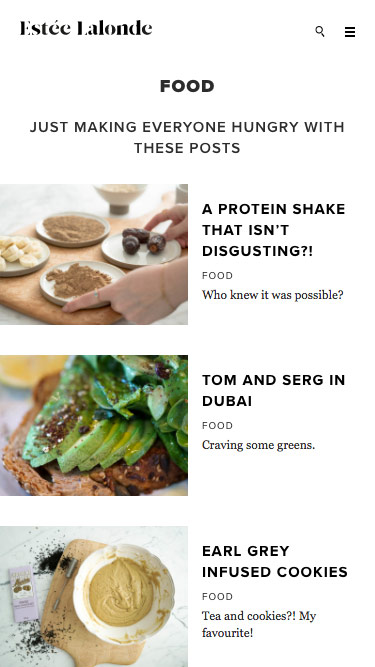 Estée Lalonde
FOOD
JUST MAKING EVERYONE HUNGRY WITH
THESE POSTS
A PROTEIN SHAKE
THAT ISN'T
DISGUSTING?!
FOOD
Who knew it was possible?
TOM AND SERG IN
DUBAI
FOOD
Craving some greens.
EARL GREY
INFUSED COOKIES
FOOD
Tea and cookies?! My
favourite!